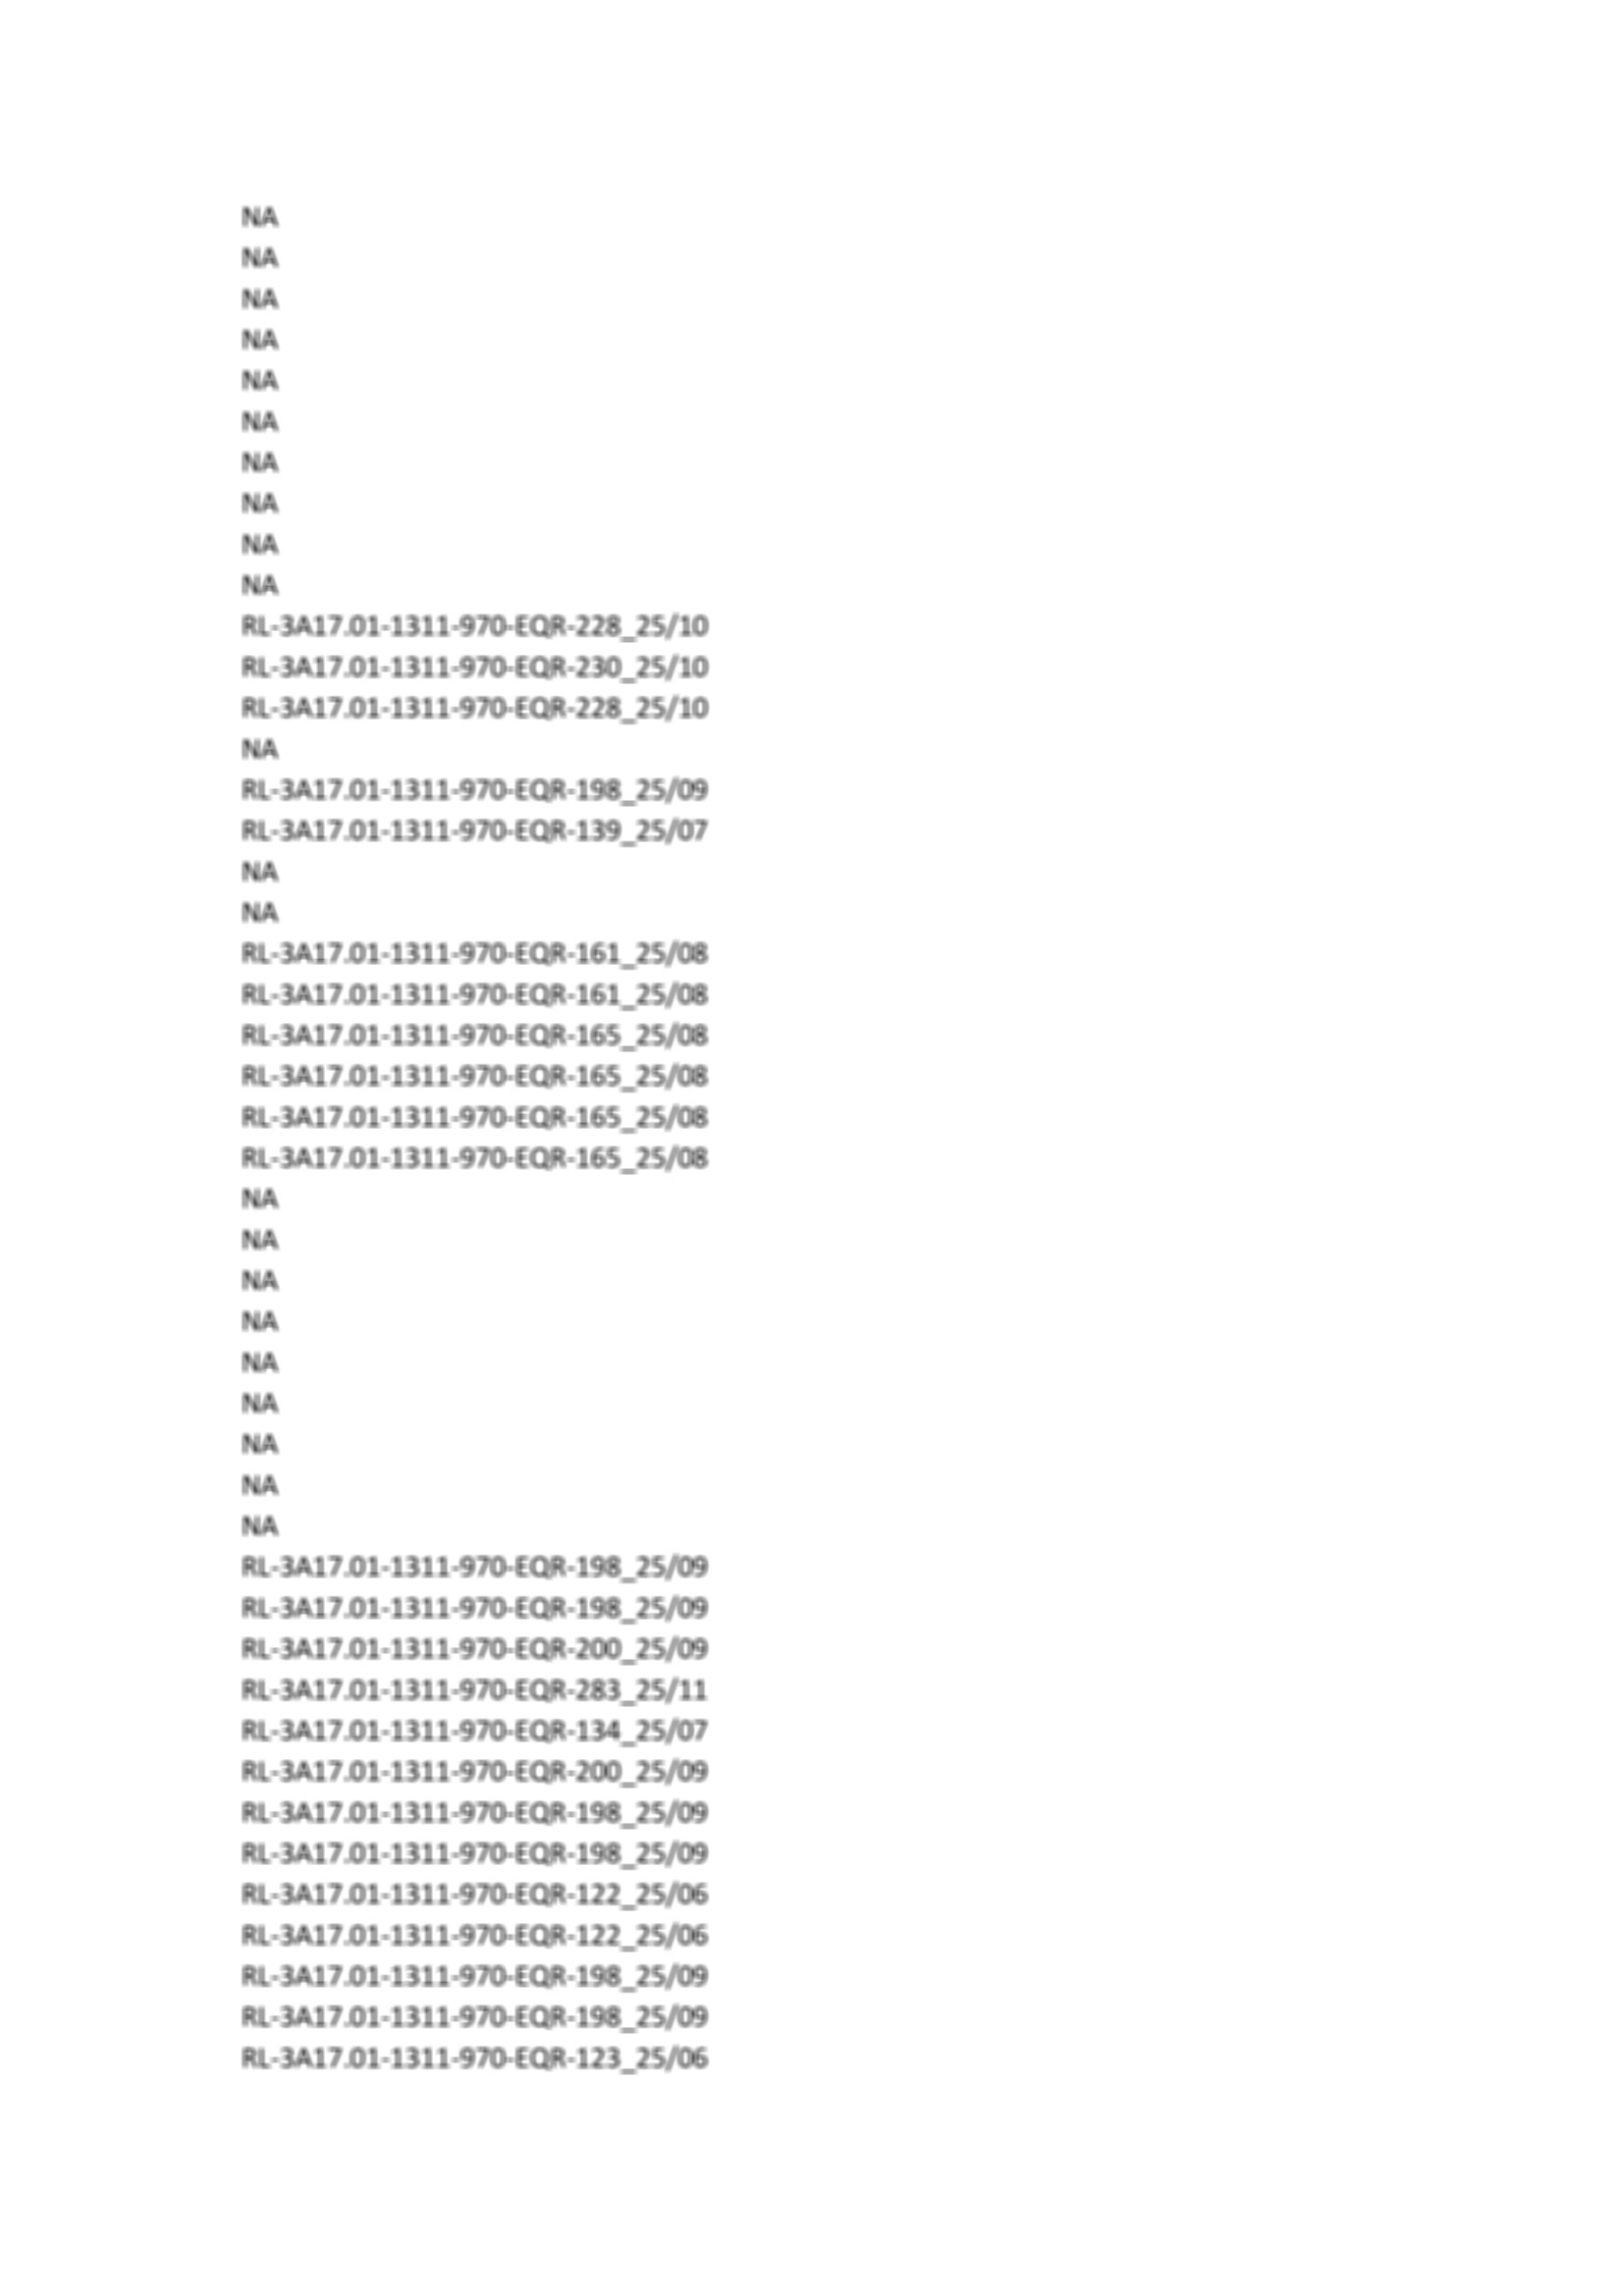 NA
NA
NA
NA
NA
NA
NA
NA
NA
NA
RL-3A17.01-1311-970-EQR-228_25/10
RL-3A17.01-1311-970-EQR-230_25/10
RL-3A17.01-1311-970-EQR-228_25/10
NA
RL-3A17.01-1311-970-EQR-198_25/09
RL-3A17.01-1311-970-EQR-139_25/07
NA
NA
RL-3A17.01-1311-970-EQR-161_25/08
RL-3A17.01-1311-970-EQR-161_25/08
RL-3A17.01-1311-970-EQR-165_25/08
RL-3A17.01-1311-970-EQR-165_25/08
RL-3A17.01-1311-970-EQR-165_25/08
RL-3A17.01-1311-970-EQR-165_25/08
NA
NA
NA
NA
NA
NA
NA
NA
NA
RL-3A17.01-1311-970-EQR-198_25/09
RL-3A17.01-1311-970-EQR-198_25/09
RL-3A17.01-1311-970-EQR-200_25/09
RL-3A17.01-1311-970-EQR-283_25/11
RL-3A17.01-1311-970-EQR-134_25/07
RL-3A17.01-1311-970-EQR-200_25/09
RL-3A17.01-1311-970-EQR-198_25/09
RL-3A17.01-1311-970-EQR-198_25/09
RL-3A17.01-1311-970-EQR-122_25/06
RL-3A17.01-1311-970-EQR-122_25/06
RL-3A17.01-1311-970-EQR-198_25/09
RL-3A17.01-1311-970-EQR-198_25/09
RL-3A17.01-1311-970-EQR-123_25/06